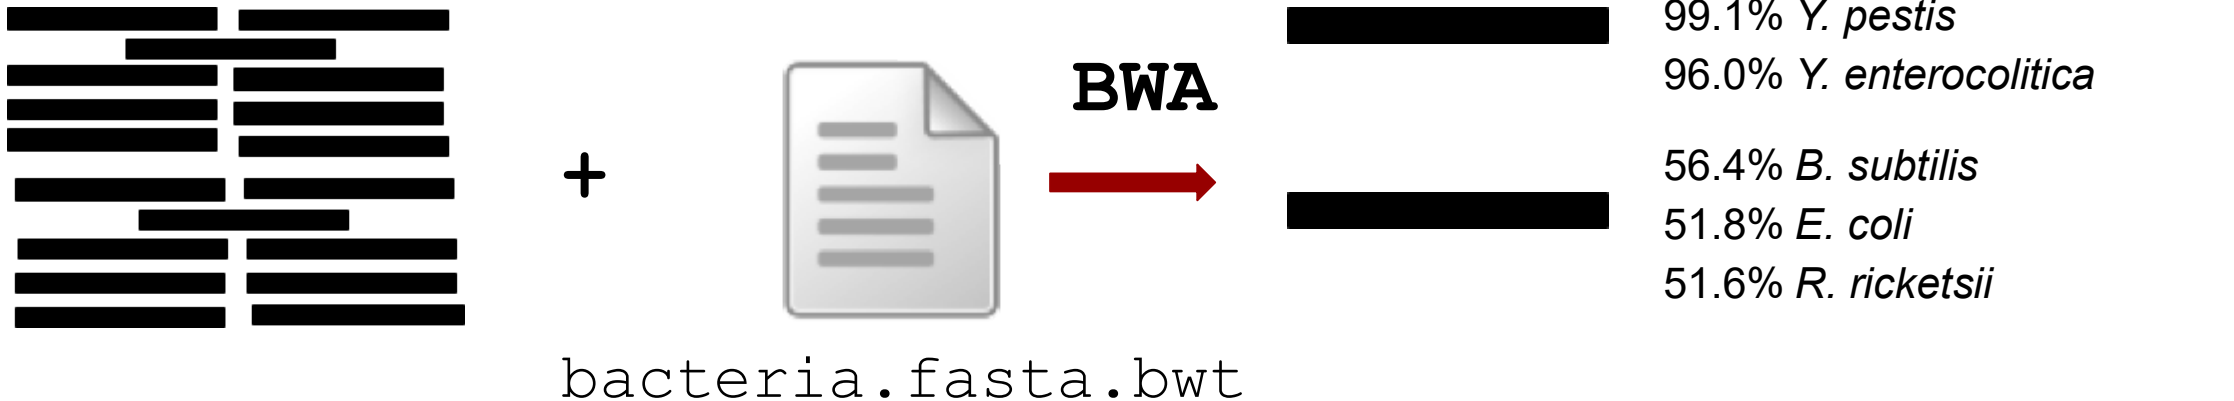 +
bacteria.fasta.bwt
BWA
99.1% Y. pestis
96.0% Y. enterocolitica
56.4% B. subtilis
51.8% E. coli
51.6% R. ricketsii